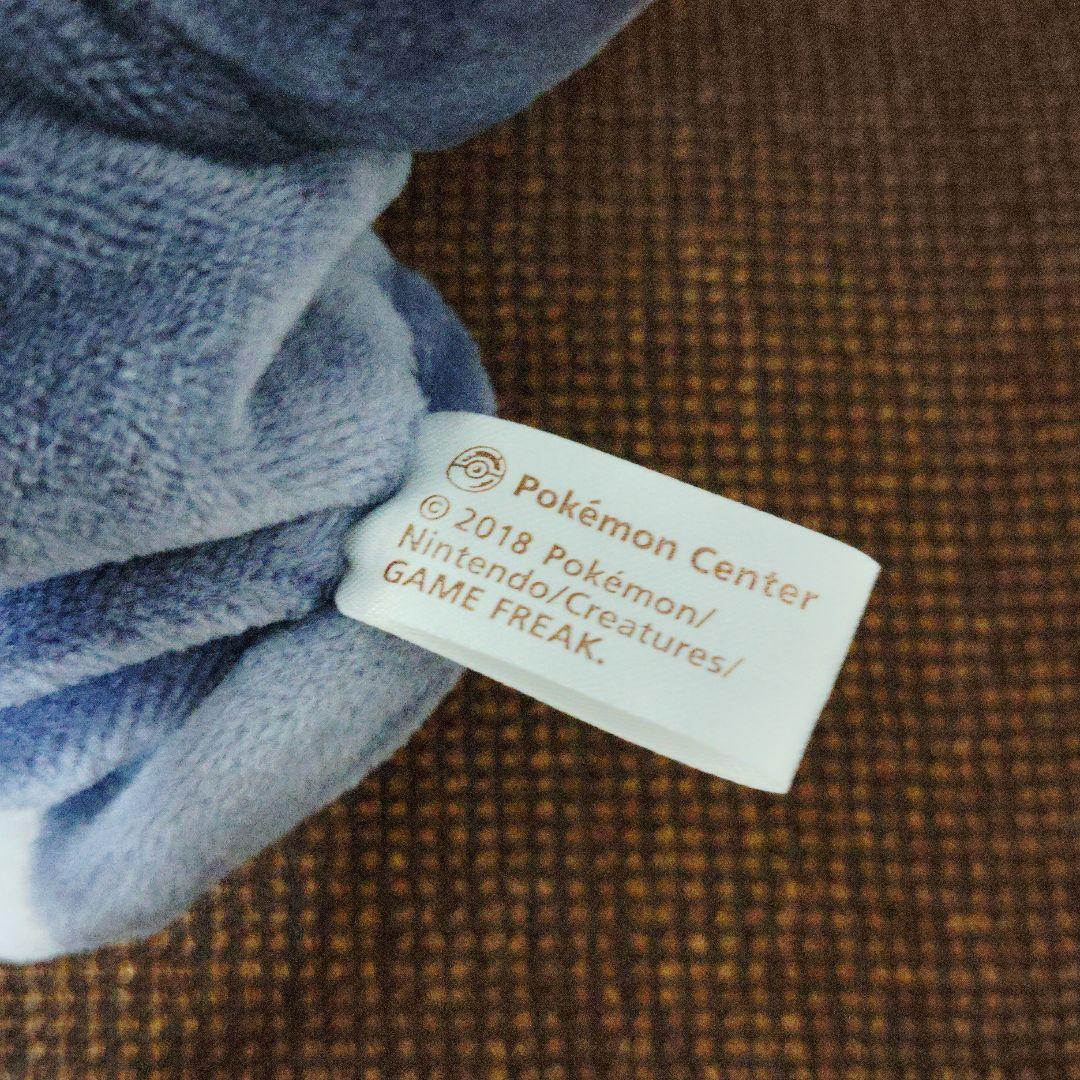 Pokémon Center
© 2018 Pokémon/
Nintendo/Creatures/
GAME FREAK.